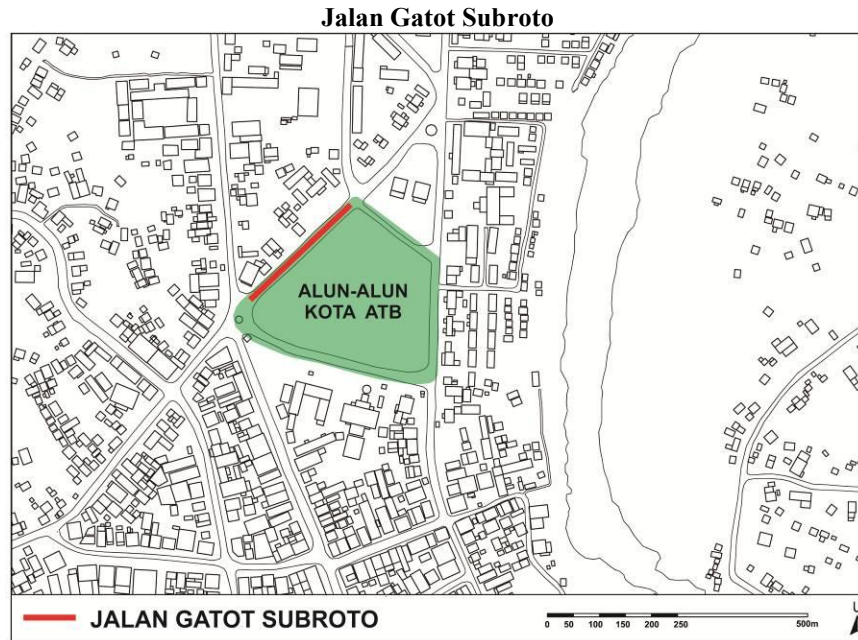 Jalan Gatot Subroto
ALUN-ALUN
KOTA ATB
JALAN GATOT SUBROTO
0 50 100 150 200 250 500m
U